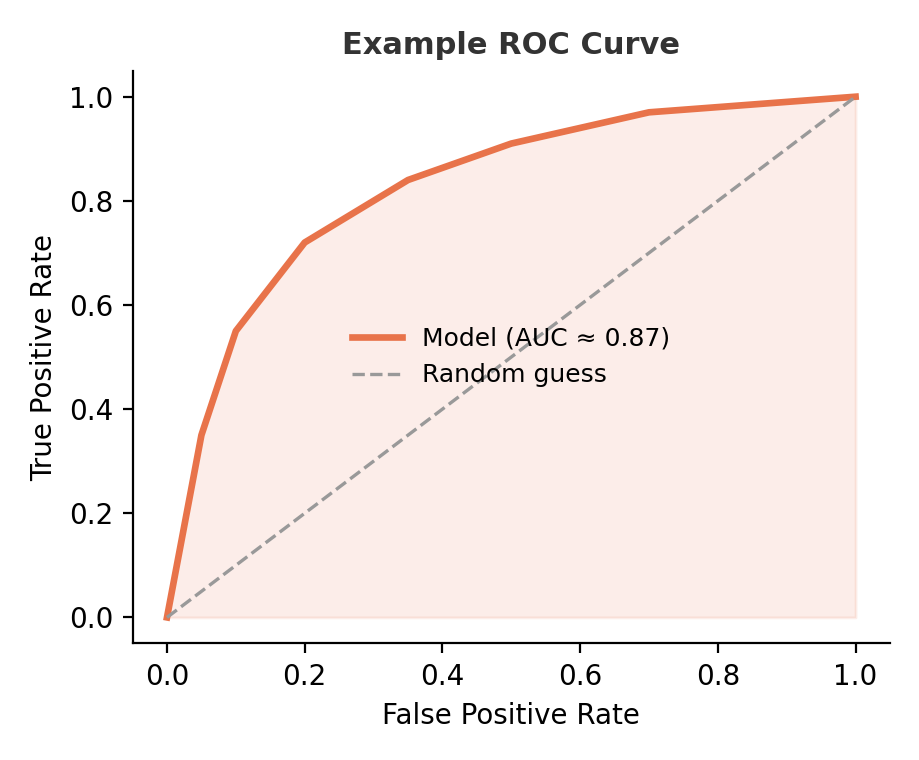 Example ROC Curve
True Positive Rate
1.0
0.8
0.6
0.4
0.2
0.0
Model (AUC ≈ 0.87)
Random guess
0.0 0.2 0.4 0.6 0.8 1.0
False Positive Rate